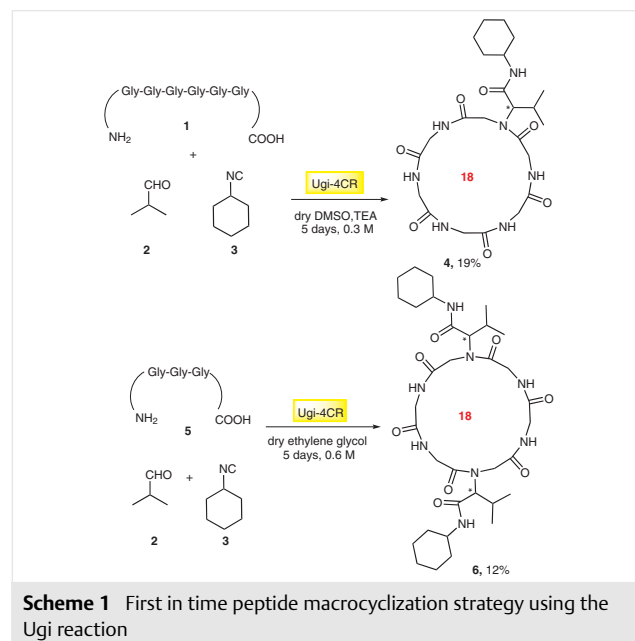 Gly-Gly-Gly-Gly-Gly-Gly
NH2
1
COOH
+
CHO
2
NC
3
Ugi-4CR
dry DMSO,TEA
5 days, 0.3 M
N
H
O
*
O
HN
N
O
O
HN
18
NH
O
O
NH
HN
O
4, 19%
Gly-Gly-Gly
NH2
5
COOH
+
CHO
2
NC
3
Ugi-4CR
dry ethylene glycol
5 days, 0.6 M
H
N
O
*
O
N
O
O
NH
HN
18
O
O
NH
HN
N
O
O
*
O
N
H
6, 12%
Scheme 1 First in time peptide macrocyclization strategy using the
Ugi reaction